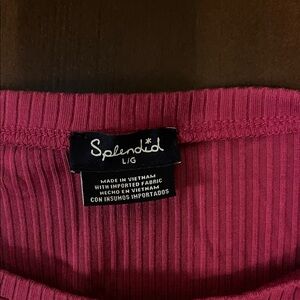 Splendid
L/G
MADE IN VIETNAM
WITH IMPORTED FABRIC
HECHO EN VIETNAM
CON INSUMOS IMPORTADOS